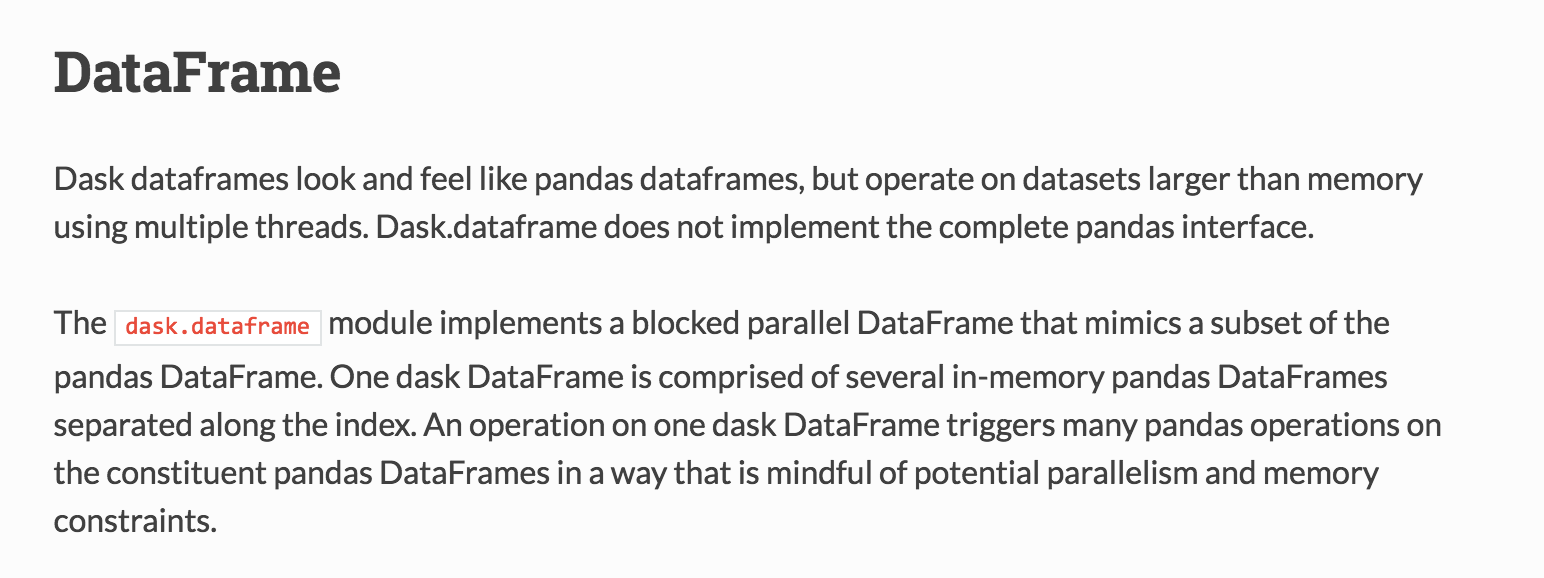 DataFrame
Dask dataframes look and feel like pandas dataframes, but operate on datasets larger than memory
using multiple threads. Dask.dataframe does not implement the complete pandas interface.
The dask.dataframe module implements a blocked parallel DataFrame that mimics a subset of the
pandas DataFrame. One dask DataFrame is comprised of several in-memory pandas DataFrames
separated along the index. An operation on one dask DataFrame triggers many pandas operations on
the constituent pandas DataFrames in a way that is mindful of potential parallelism and memory
constraints.